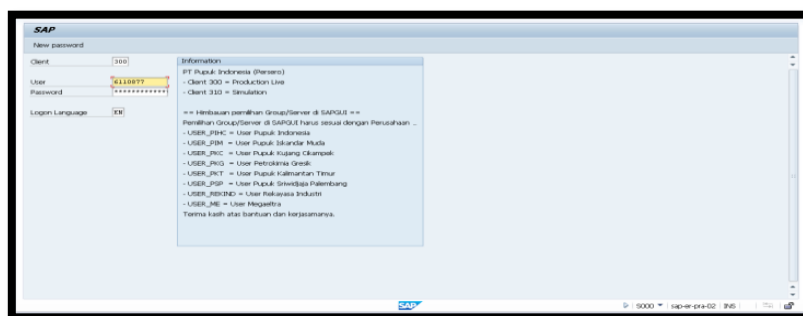 SAP
New password
Client 300
User 6110877
Password ************
Logon Language EN
Information
PT Pupuk Indonesia (Persero)
- Client 300 = Production Live
- Client 310 = Simulation
== Himbauan pemilihan Group/Server di SAPGUI ==
Pemilihan Group/Server di SAPGUI harus sesuai dengan Perusahaan ...
- USER_PIHC = User Pupuk Indonesia
- USER_PIM = User Pupuk Iskandar Muda
- USER_PKC = User Pupuk Kujang Cikampek
- USER_PKG = User Petrokimia Gresik
- USER_PKT = User Pupuk Kalimantan Timur
- USER_PSP = User Pupuk Sriwidjaja Palembang
- USER_REKIND = User Rekayasa Industri
- USER_ME = User Megaeltra
Terima kasih atas bantuan dan kerjasamanya.
SAP
5000 sap-er-pra-02 INS